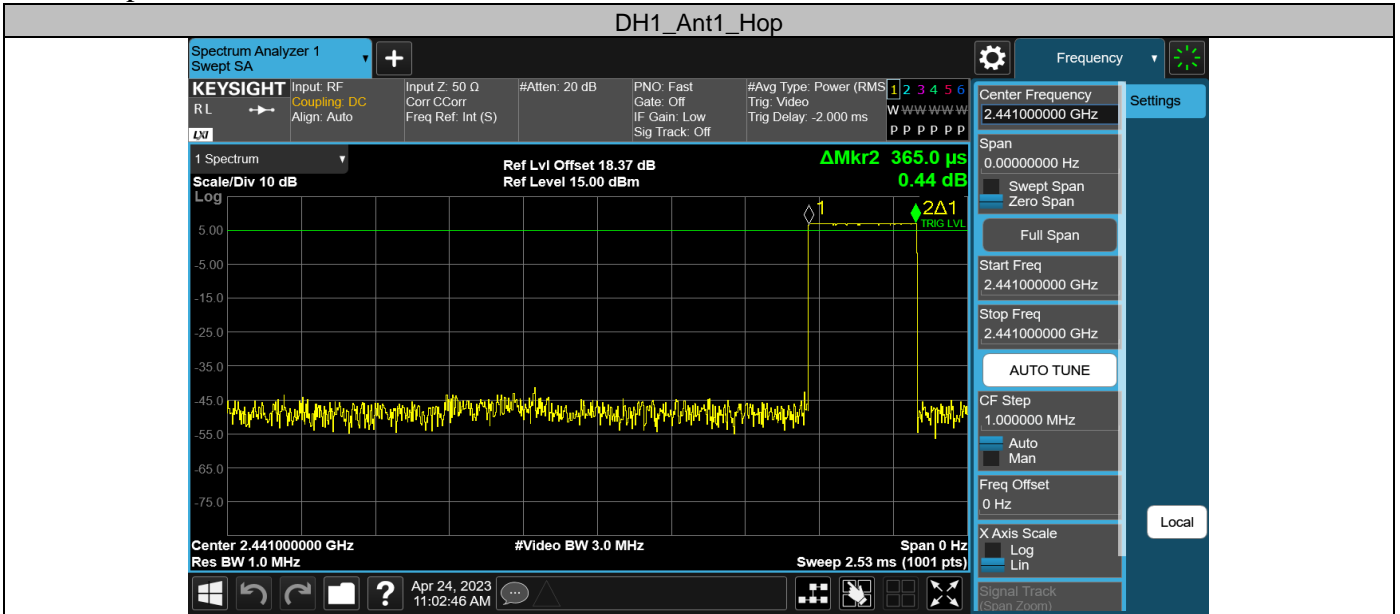 DH1_Ant1_Hop
Spectrum Analyzer 1
Swept SA
+
Frequency
KEYSIGHT
RL
LXI
Input: RF
Coupling: DC
Align: Auto
Input Z: 50 Ω
Corr CCorr
Freq Ref: Int (S)
#Atten: 20 dB
PNO: Fast
Gate: Off
IF Gain: Low
Sig Track: Off
#Avg Type: Power (RMS
Trig: Video
Trig Delay: -2.000 ms
1 2 3 4 5 6
W W W W W W
P P P P P P
1 Spectrum
Scale/Div 10 dB
Log
Ref Lvl Offset 18.37 dB
Ref Level 15.00 dBm
ΔMkr2 365.0 µs
0.44 dB
1
2Δ1
TRIG LVL
5.00
-5.00
-15.0
-25.0
-35.0
-45.0
-55.0
-65.0
-75.0
Center 2.441000000 GHz
Res BW 1.0 MHz
#Video BW 3.0 MHz
Span 0 Hz
Sweep 2.53 ms (1001 pts)
Center Frequency
2.441000000 GHz
Span
0.00000000 Hz
Swept Span
Zero Span
Full Span
Start Freq
2.441000000 GHz
Stop Freq
2.441000000 GHz
AUTO TUNE
CF Step
1.000000 MHz
Auto
Man
Freq Offset
0 Hz
X Axis Scale
Log
Lin
Signal Track
(Span Zoom)
Settings
Local
?
Apr 24, 2023
11:02:46 AM